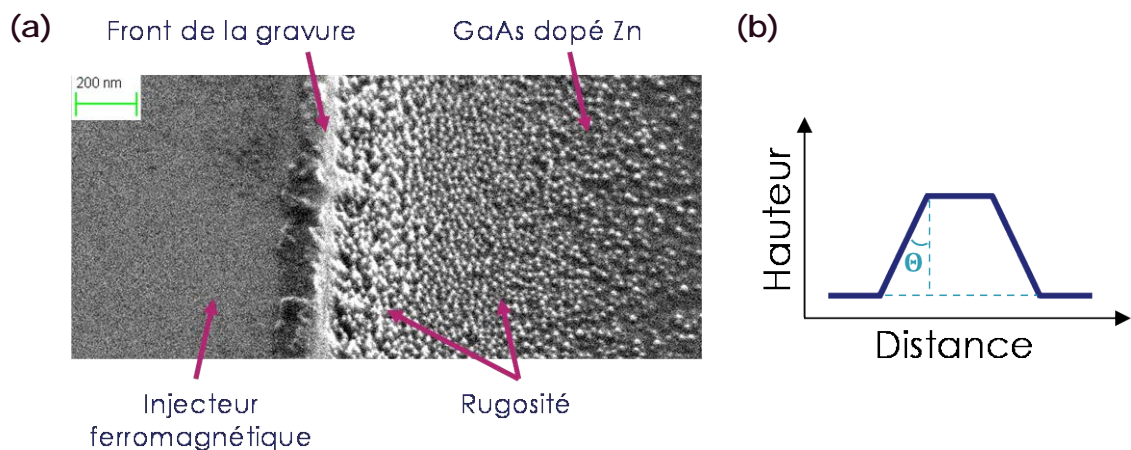 (a)
Front de la gravure
GaAs dopé Zn
200 nm
Injecteur
ferromagnétique
Rugosité
(b)
Hauteur
Θ
Distance